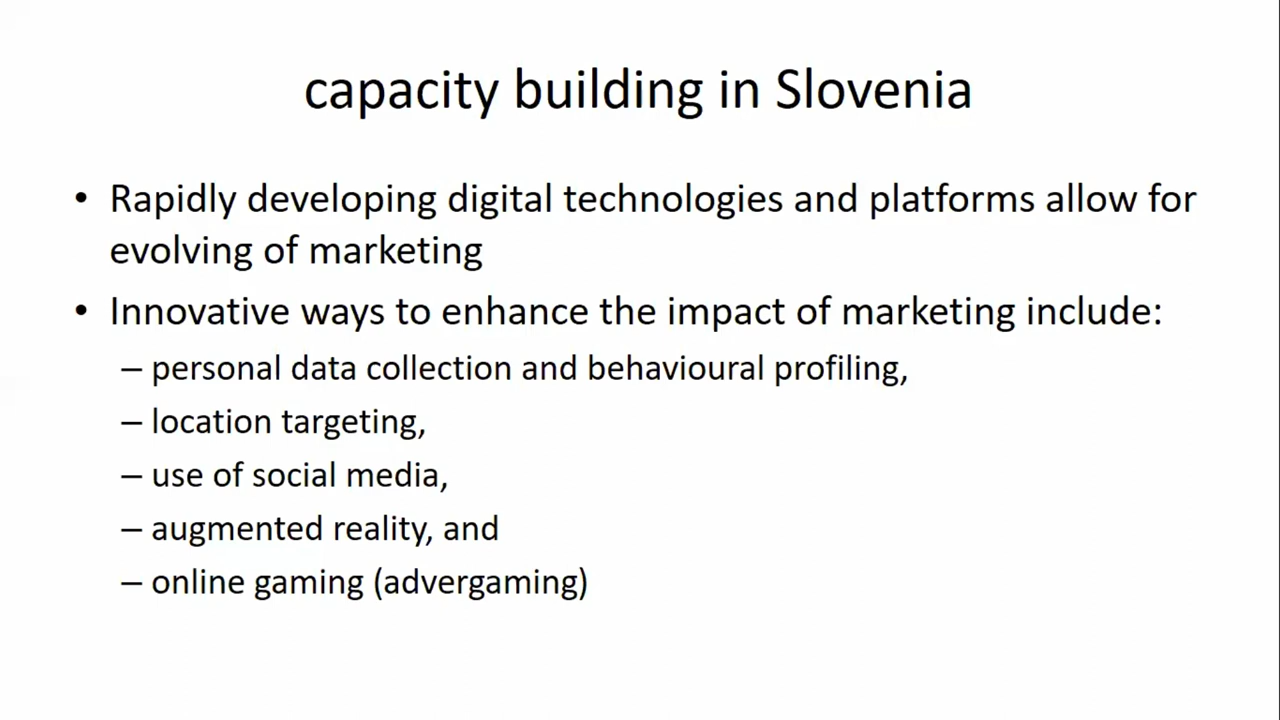 capacity building in Slovenia
• Rapidly developing digital technologies and platforms allow for
evolving of marketing
• Innovative ways to enhance the impact of marketing include:
– personal data collection and behavioural profiling,
– location targeting,
– use of social media,
– augmented reality, and
– online gaming (advergaming)